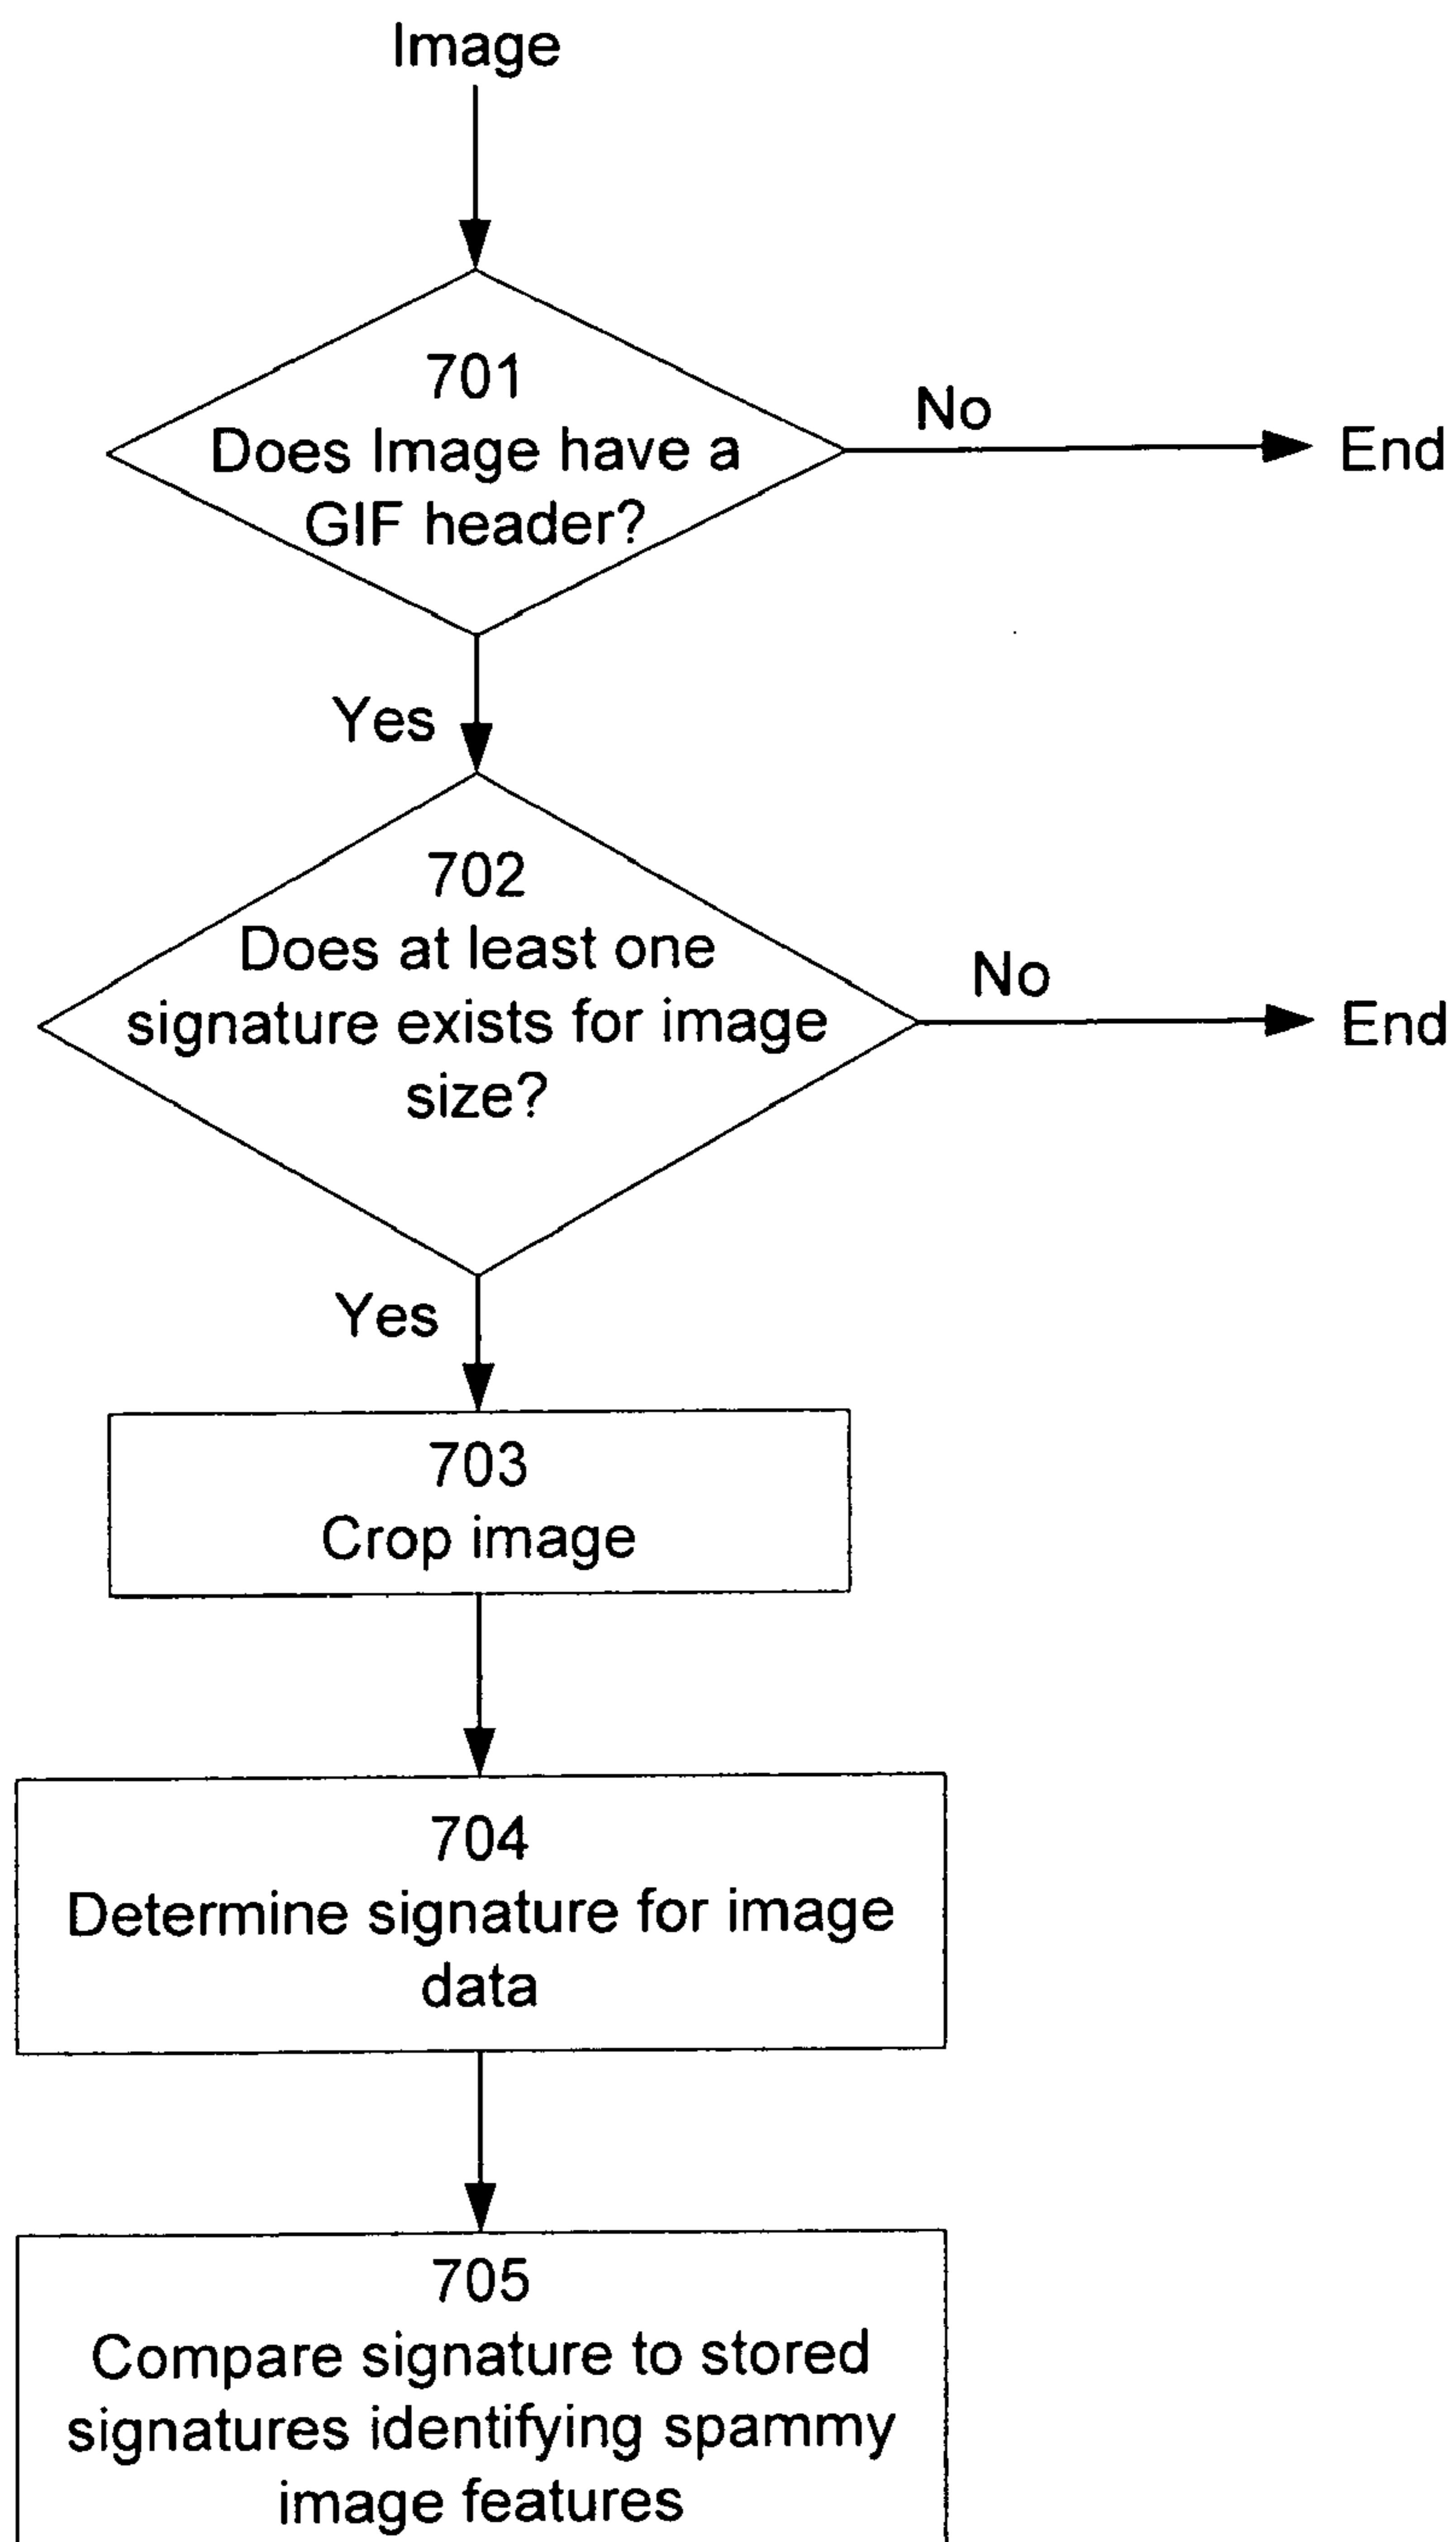 Image
701
Does Image have a
GIF header?
No
End
Yes
702
Does at least one
signature exists for image
size?
No
End
Yes
703
Crop image
704
Determine signature for image
data
705
Compare signature to stored
signatures identifying spammy
image features